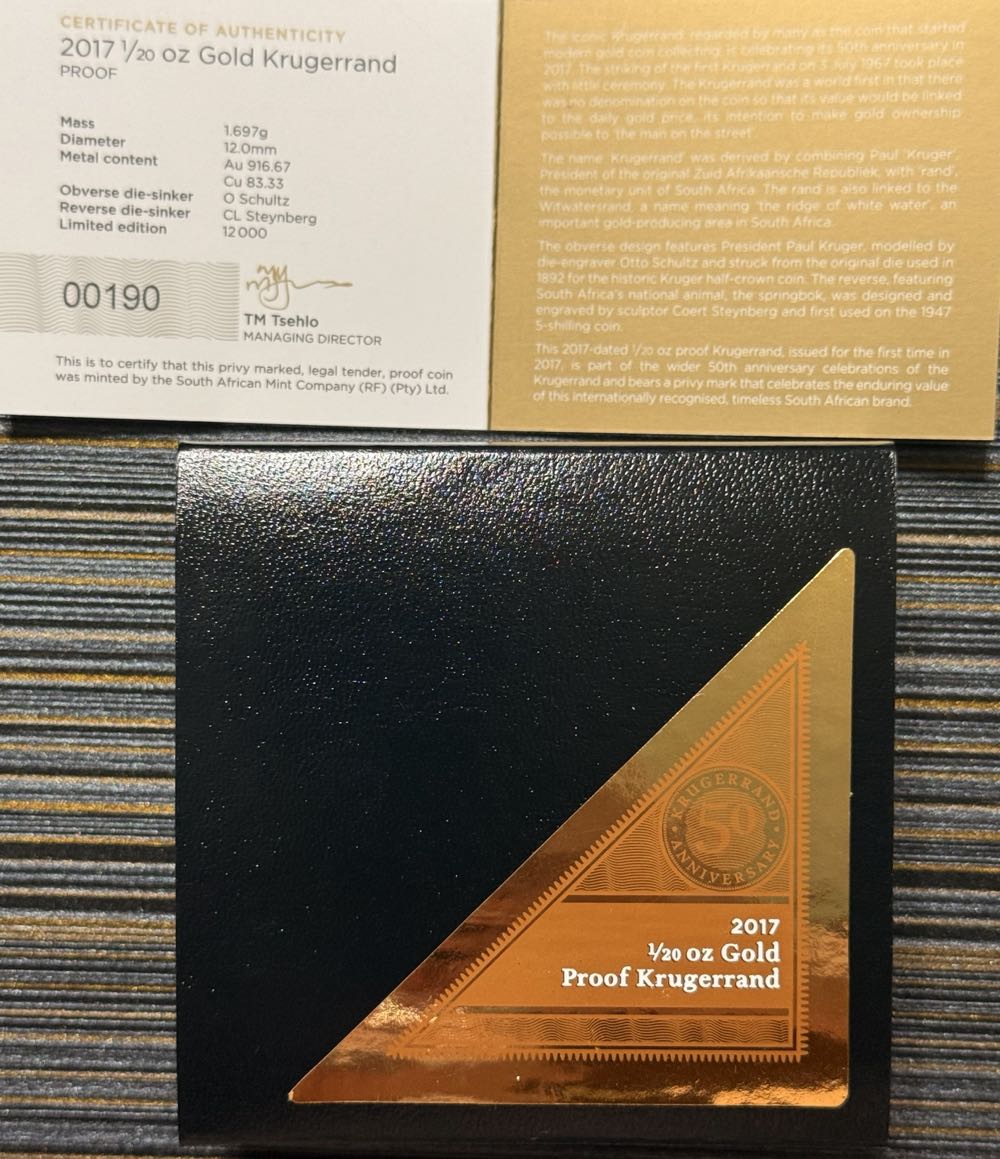 CERTIFICATE OF AUTHENTICITY
2017 1/20 oz Gold Krugerrand
PROOF
Mass 1.697g
Diameter 12.0mm
Metal content Au 916.67
Cu 83.33
Obverse die-sinker O Schultz
Reverse die-sinker CL Steynberg
Limited edition 12 000
00190
TM Tsehlo
MANAGING DIRECTOR
This is to certify that this privy marked, legal tender, proof coin
was minted by the South African Mint Company (RF) (Pty) Ltd.
The iconic Krugerrand, regarded by many as the coin that started
modern gold coin collecting, is celebrating its 50th anniversary in
2017. The striking of the first Krugerrand on 3 July 1967 took place
with little ceremony. The Krugerrand was a world first in that there
was no denomination on the coin so that its value would be linked
to the daily gold price, its intention to make gold ownership
possible to 'the man on the street'.
The name 'Krugerrand' was derived by combining Paul 'Kruger',
President of the original Zuid Afrikaansche Republiek, with 'rand',
the monetary unit of South Africa. The rand is also linked to the
Witwatersrand, a name meaning 'the ridge of white water', an
important gold-producing area in South Africa.
The obverse design features President Paul Kruger, modelled by
die-engraver Otto Schultz and struck from the original die used in
1892 for the historic Kruger half-crown coin. The reverse, featuring
South Africa's national animal, the springbok, was designed and
engraved by sculptor Coert Steynberg and first used on the 1947
5-shilling coin.
This 2017-dated 1/20 oz proof Krugerrand, issued for the first time in
2017, is part of the wider 50th anniversary celebrations of the
Krugerrand and bears a privy mark that celebrates the enduring value
of this internationally recognised, timeless South African brand.
KRUGERRAND
50
ANNIVERSARY
2017
1/20 oz Gold
Proof Krugerrand